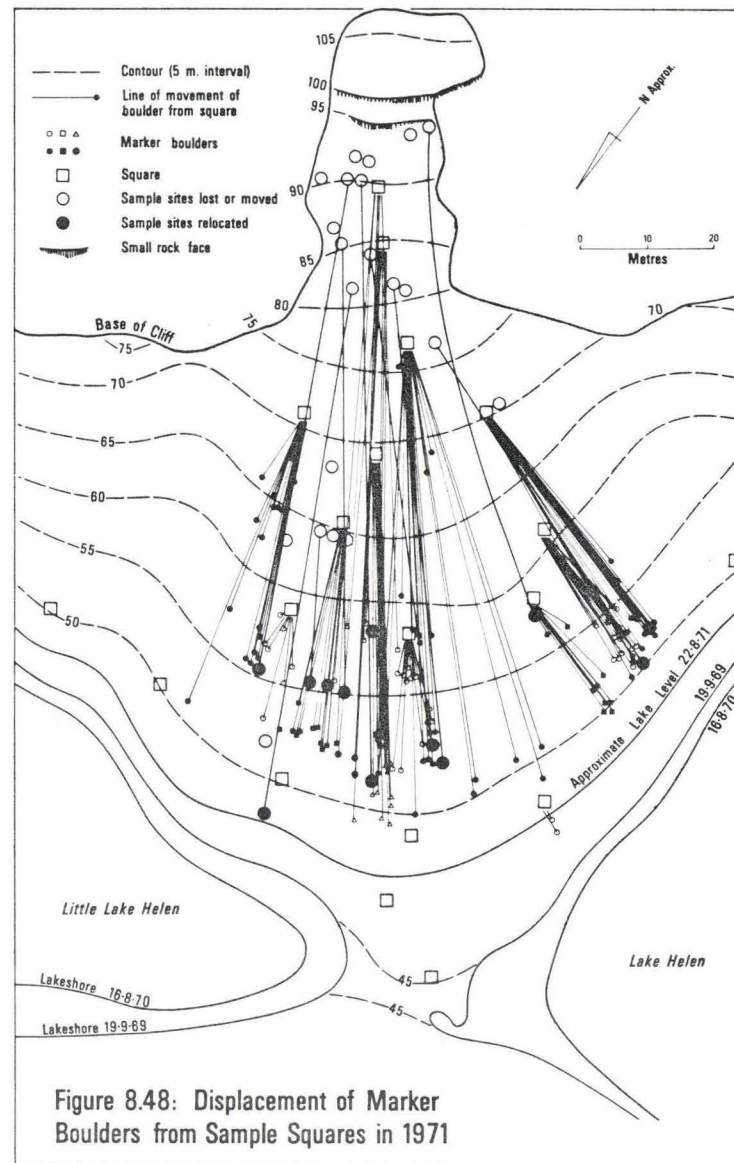 105
100
95
90
85
80
75
70
Base of Cliff
75
70
65
60
55
50
Contour (5 m. interval)
Line of movement of
boulder from square
Marker boulders
Square
Sample sites lost or moved
Sample sites relocated
Small rock face
N Approx.
0 10 20
Metres
Approximate Lake Level 22-8-71
19-9-69
16-8-70
Little Lake Helen
Lake Helen
Lakeshore 16-8-70
Lakeshore 19-9-69
45
45
Figure 8.48: Displacement of Marker
Boulders from Sample Squares in 1971